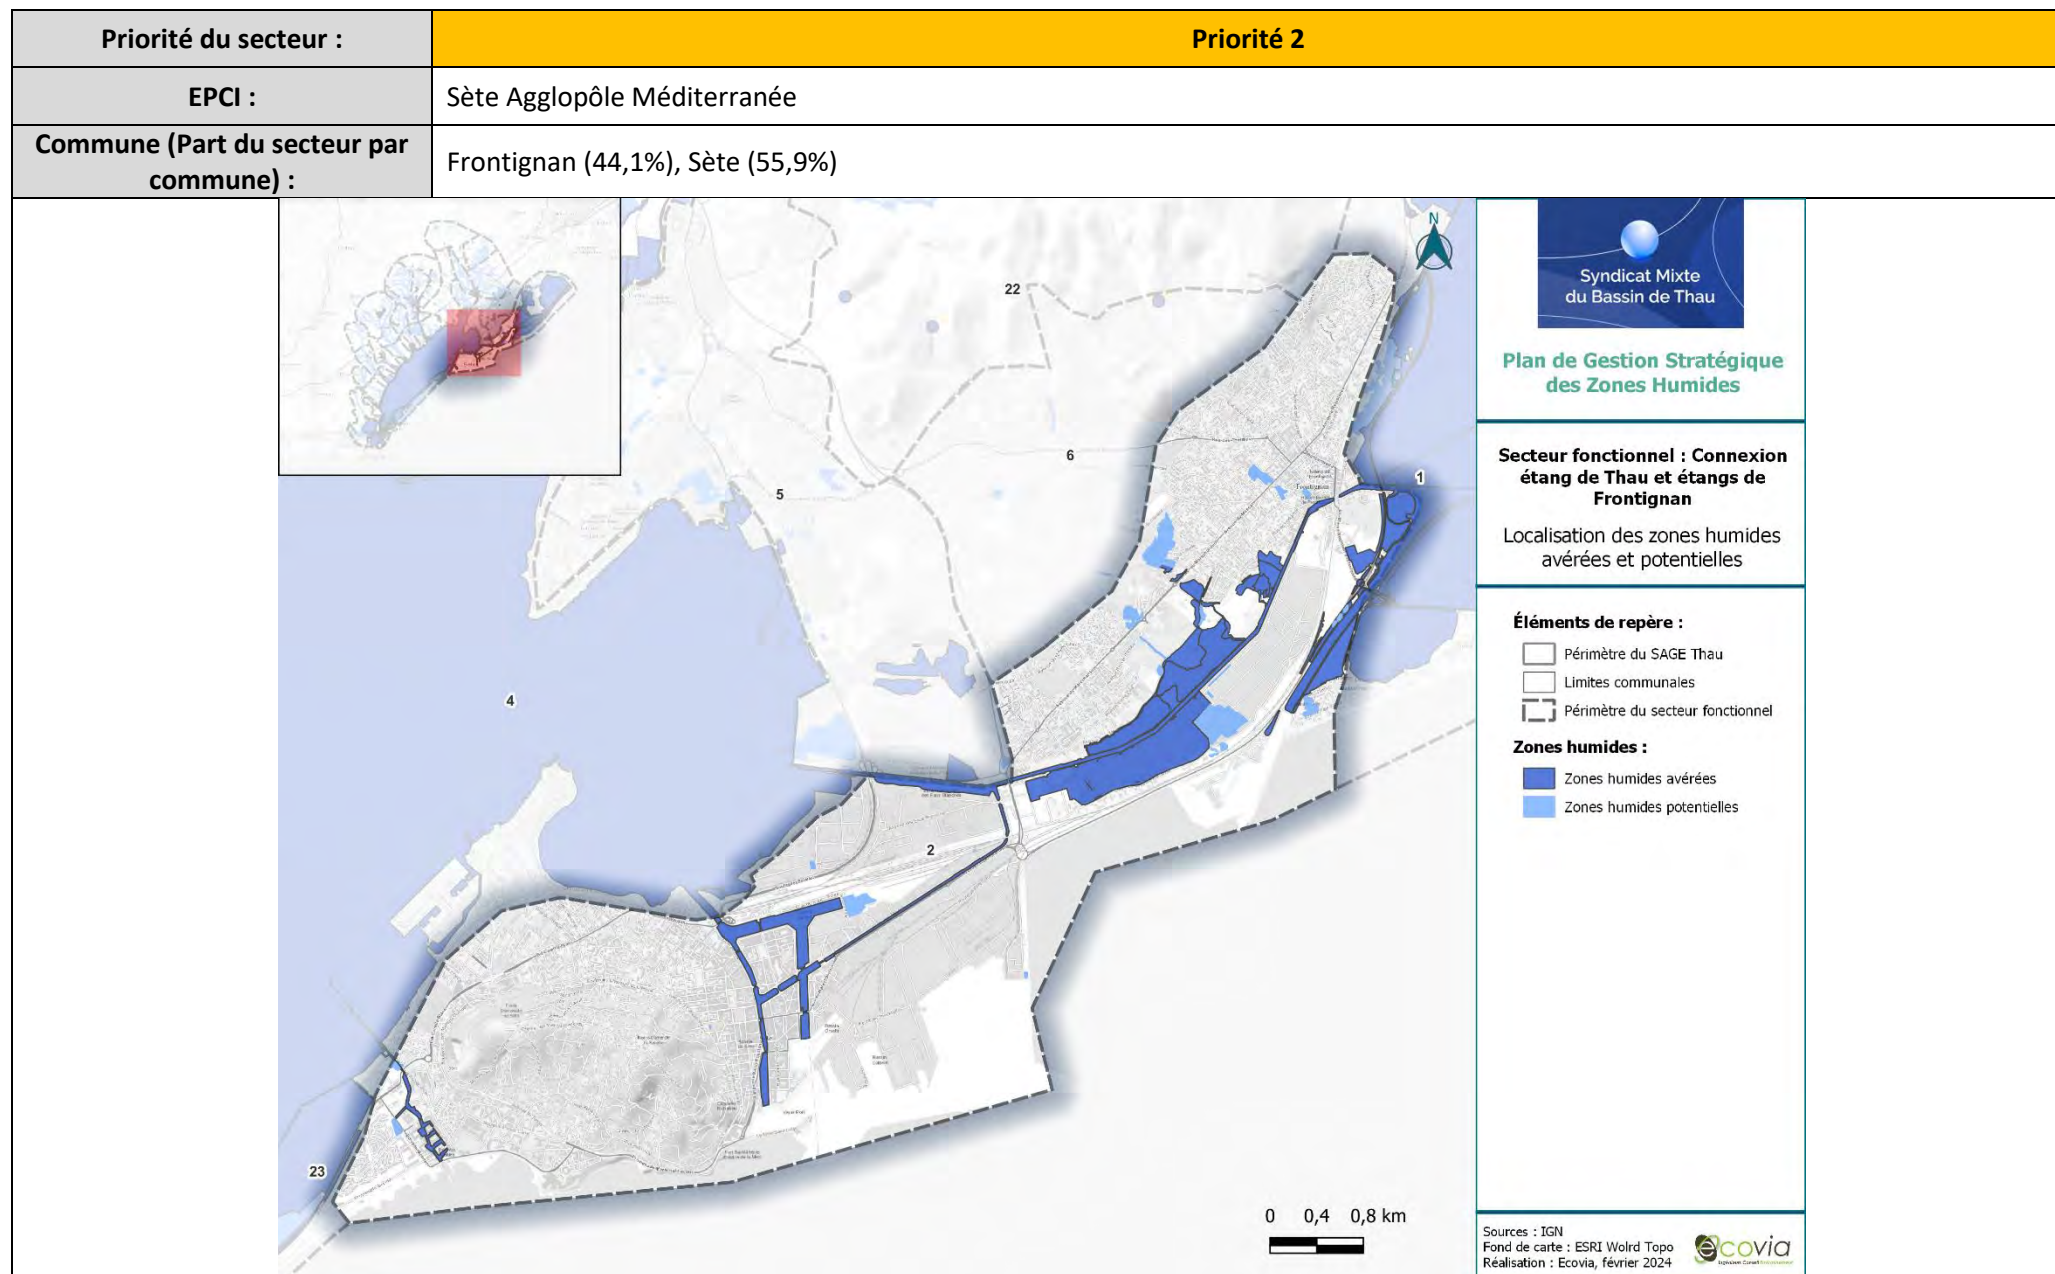 Priorité du secteur :
Priorité 2
EPCI :
Sète Agglopôle Méditerranée
Commune (Part du secteur par
commune) :
Frontignan (44,1%), Sète (55,9%)
N
22
6
5
1
4
2
23
0 0,4 0,8 km
Syndicat Mixte
du Bassin de Thau
Plan de Gestion Stratégique
des Zones Humides
Secteur fonctionnel : Connexion
étang de Thau et étangs de
Frontignan
Localisation des zones humides
avérées et potentielles
Éléments de repère :
Périmètre du SAGE Thau
Limites communales
Périmètre du secteur fonctionnel
Zones humides :
Zones humides avérées
Zones humides potentielles
Sources : IGN
Fond de carte : ESRI Wolrd Topo
Réalisation : Ecovia, février 2024
ecovia